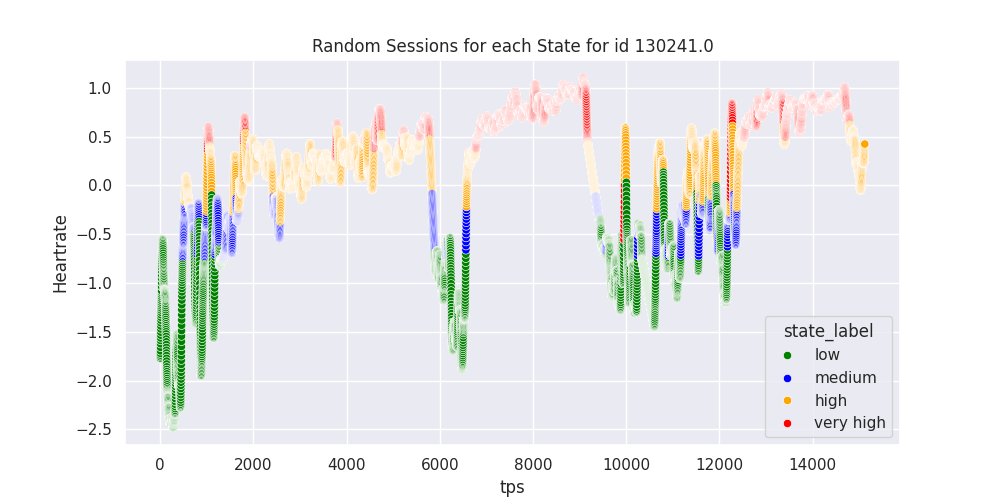 Random Sessions for each State for id 130241.0
Heartrate
1.0
0.5
0.0
−0.5
−1.0
−1.5
−2.0
−2.5
0
2000
4000
6000
8000
10000
12000
14000
tps
state_label
low
medium
high
very high